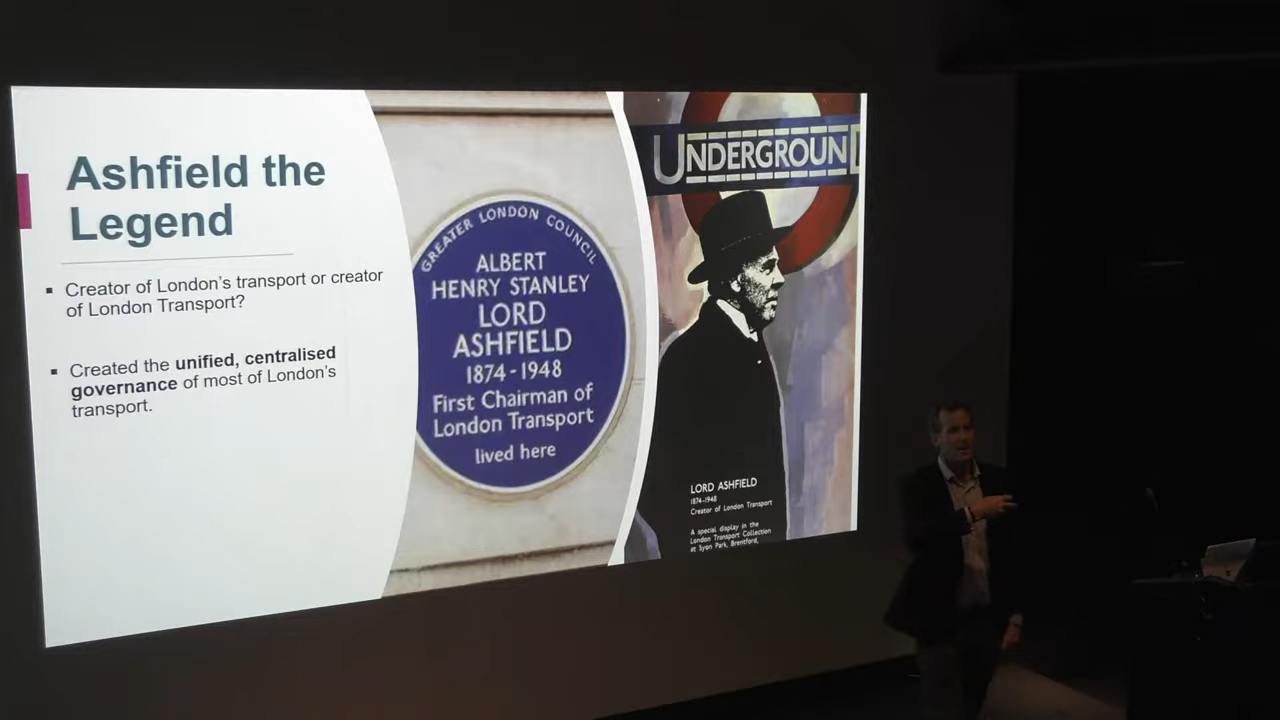 Ashfield the
Legend
▪ Creator of London's transport or creator
of London Transport?
▪ Created the unified, centralised
governance of most of London's
transport.
GREATER LONDON COUNCIL
ALBERT
HENRY STANLEY
LORD
ASHFIELD
1874-1948
First Chairman of
London Transport
lived here
UNDERGROUND
LORD ASHFIELD
1874-1948
Creator of London Transport
A special display in the
London Transport Collection
at Syon Park, Brentford,